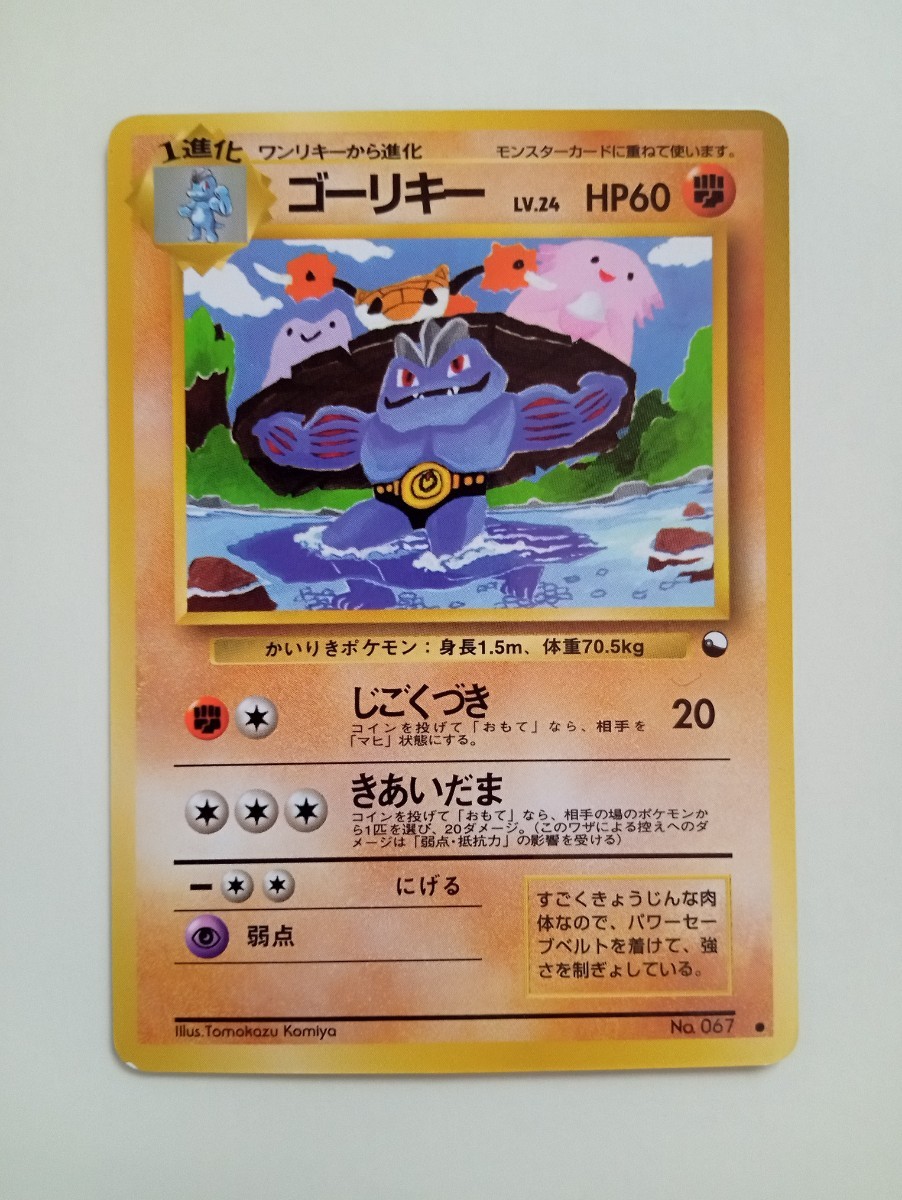 1進化 ワンリキーから進化 モンスターカードに重ねて使います。
ゴーリキー LV.24 HP60
かいりきポケモン：身長1.5m、体重70.5kg
じごくづき 20
コインを投げて「おもて」なら、相手を
「マヒ」状態にする。
きあいだま
コインを投げて「おもて」なら、相手の場のポケモンか
ら1匹を選び、20ダメージ。（このワザによる控えへのダ
メージは「弱点・抵抗力」の影響を受ける）
ー にげる
弱点
すごくきょうじんな肉
体なので、パワーセー
ブベルトを着けて、強
さを制ぎょしている。
Illus.Tomokazu Komiya No. 067